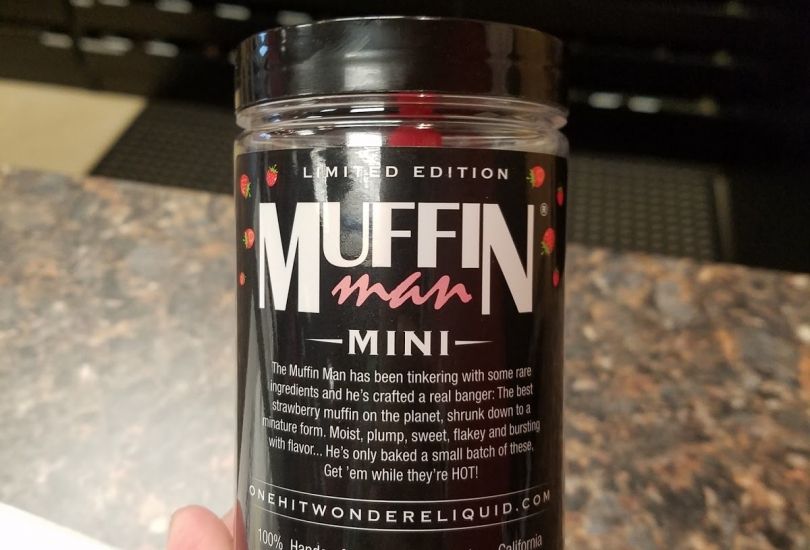 LIMITED EDITION
MUFFIN®
man
MINI
The Muffin Man has been tinkering with some rare
ingredients and he's crafted a real banger: The best
strawberry muffin on the planet, shrunk down to a
minature form. Moist, plump, sweet, flakey and bursting
with flavor... He's only baked a small batch of these,
Get 'em while they're HOT!
ONEHITWONDERELIQUID.COM
100% California